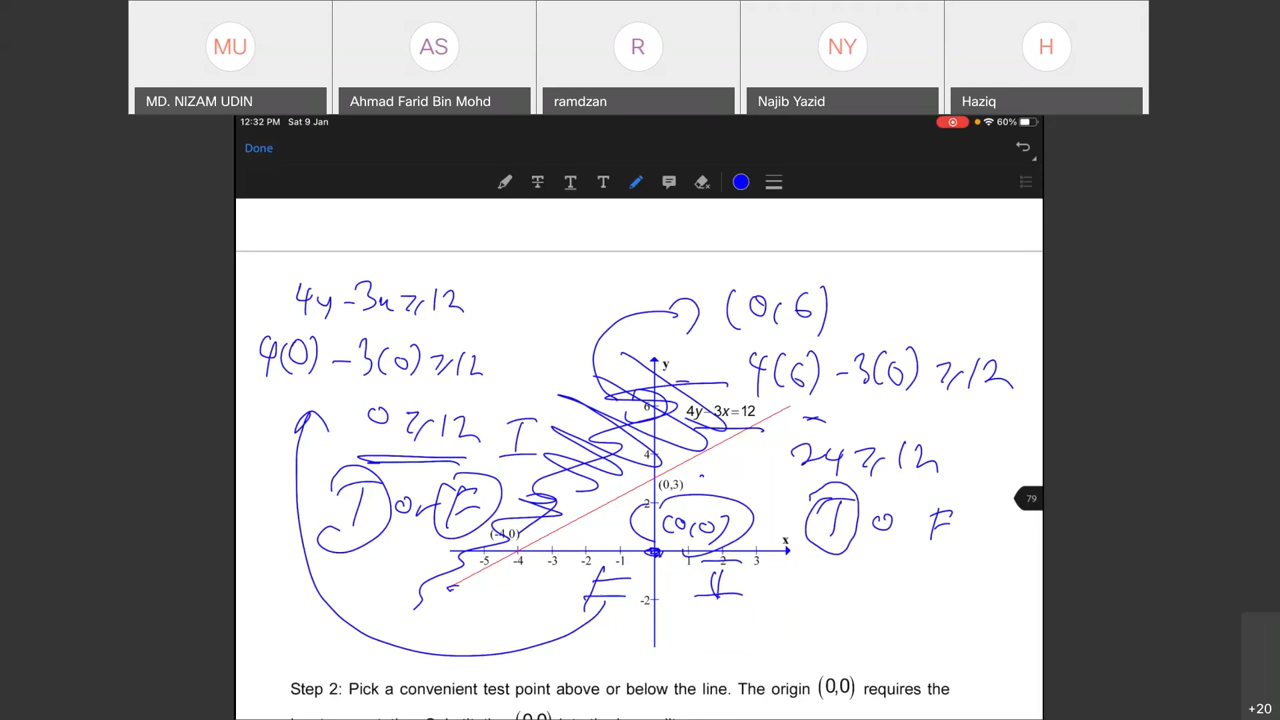 MU AS R NY H
MD. NIZAM UDIN Ahmad Farid Bin Mohd ramdzan Najib Yazid Haziq
12:32 PM Sat 9 Jan 60%
Done
4y - 3x ≥ 12
(0,6)
4(0) - 3(0) ≥ 12
4(6) - 3(0) ≥ 12
y
6
4y-3x=12
0 ≥ 12
24 ≥ 12
4
(0,3)
79
T or F
2
(0,0)
T o F
(-4,0)
x
-5 -4 -3 -2 -1 1 2 3
-2
Step 2: Pick a convenient test point above or below the line. The origin (0,0) requires the
+20